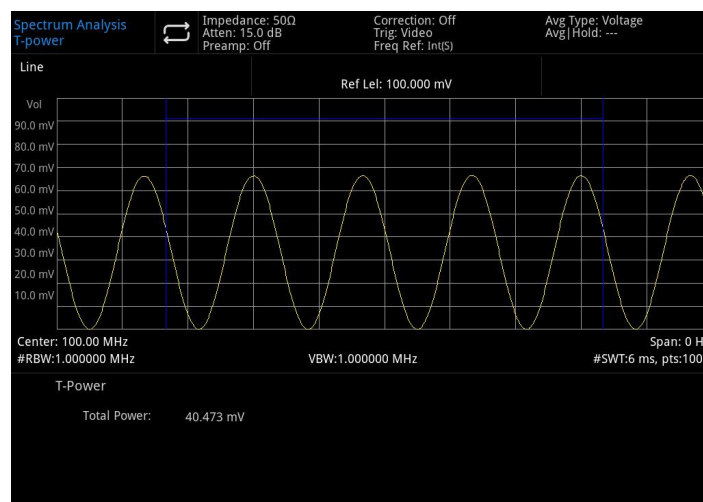 Spectrum Analysis
T-power
Impedance: 50Ω
Atten: 15.0 dB
Preamp: Off
Correction: Off
Trig: Video
Freq Ref: Int(S)
Avg Type: Voltage
Avg|Hold: ---
Line
Ref Lel: 100.000 mV
Vol
90.0 mV
80.0 mV
70.0 mV
60.0 mV
50.0 mV
40.0 mV
30.0 mV
20.0 mV
10.0 mV
Center: 100.00 MHz
Span: 0 H
#RBW:1.000000 MHz
VBW:1.000000 MHz
#SWT:6 ms, pts:100
T-Power
Total Power: 40.473 mV